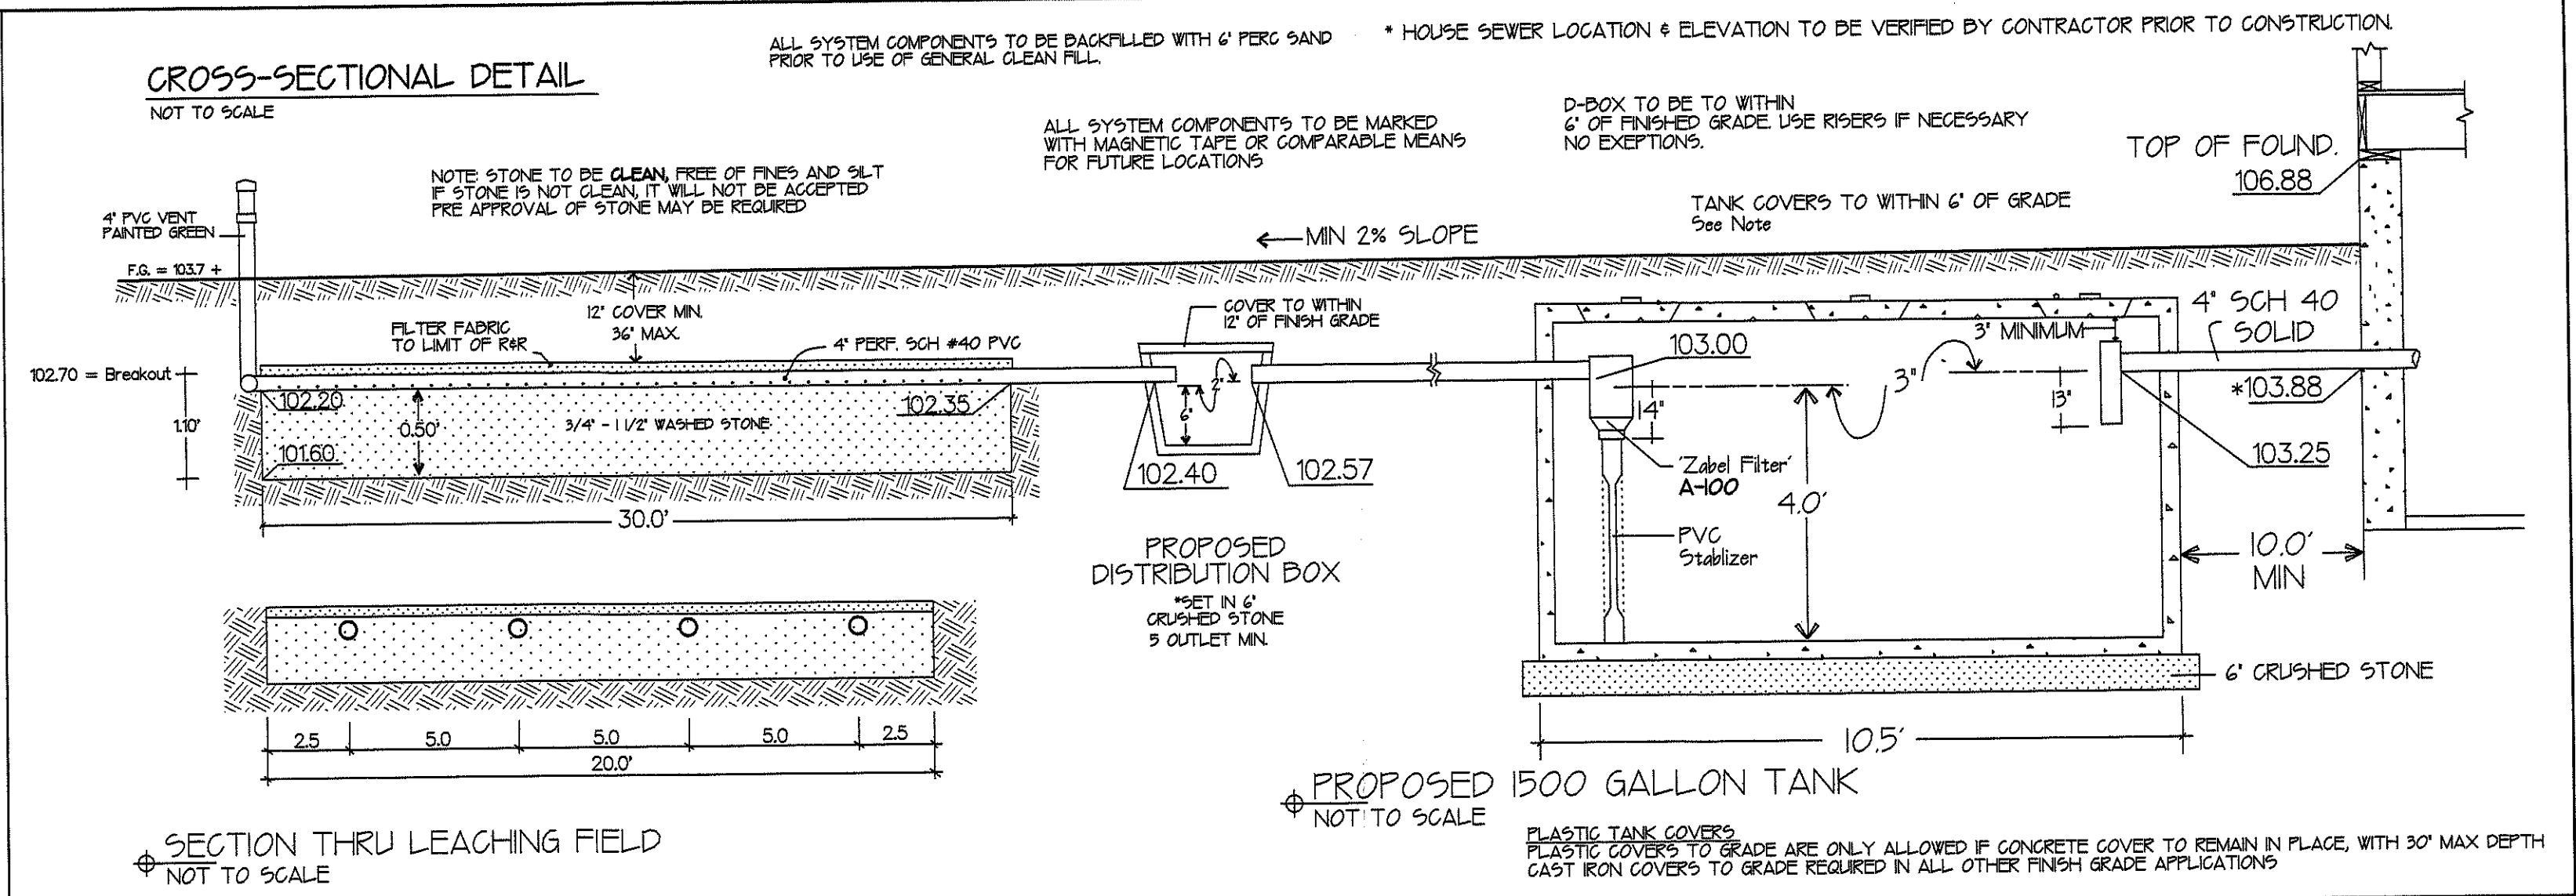 ALL SYSTEM COMPONENTS TO BE BACKFILLED WITH 6" PERC SAND
PRIOR TO USE OF GENERAL CLEAN FILL.
* HOUSE SEWER LOCATION & ELEVATION TO BE VERIFIED BY CONTRACTOR PRIOR TO CONSTRUCTION.
CROSS-SECTIONAL DETAIL
NOT TO SCALE
ALL SYSTEM COMPONENTS TO BE MARKED
WITH MAGNETIC TAPE OR COMPARABLE MEANS
FOR FUTURE LOCATIONS
D-BOX TO BE TO WITHIN
6" OF FINISHED GRADE. USE RISERS IF NECESSARY
NO EXEPTIONS.
TOP OF FOUND.
106.88
NOTE: STONE TO BE CLEAN, FREE OF FINES AND SILT
IF STONE IS NOT CLEAN, IT WILL NOT BE ACCEPTED
PRE APPROVAL OF STONE MAY BE REQUIRED
TANK COVERS TO WITHIN 6" OF GRADE
See Note
4" PVC VENT
PAINTED GREEN
MIN 2% SLOPE
F.G. = 103.7 +
12" COVER MIN.
36" MAX.
FILTER FABRIC
TO LIMIT OF R&R
4" PERF. SCH #40 PVC
COVER TO WITHIN
12" OF FINISH GRADE
103.00
3" MINIMUM
4" SCH 40
SOLID
102.70 = Breakout
102.20
102.35
2"
6"
14"
3"
13"
*103.88
1.10'
0.50'
3/4" - 1 1/2" WASHED STONE
101.60
102.40
102.57
'Zabel Filter'
A-100
4.0'
103.25
30.0'
PVC
Stablizer
10.0'
MIN
PROPOSED
DISTRIBUTION BOX
*SET IN 6"
CRUSHED STONE
5 OUTLET MIN.
6" CRUSHED STONE
2.5
5.0
5.0
5.0
2.5
20.0'
10.5'
PROPOSED 1500 GALLON TANK
NOT TO SCALE
SECTION THRU LEACHING FIELD
NOT TO SCALE
PLASTIC TANK COVERS
PLASTIC COVERS TO GRADE ARE ONLY ALLOWED IF CONCRETE COVER TO REMAIN IN PLACE, WITH 30" MAX DEPTH
CAST IRON COVERS TO GRADE REQUIRED IN ALL OTHER FINISH GRADE APPLICATIONS